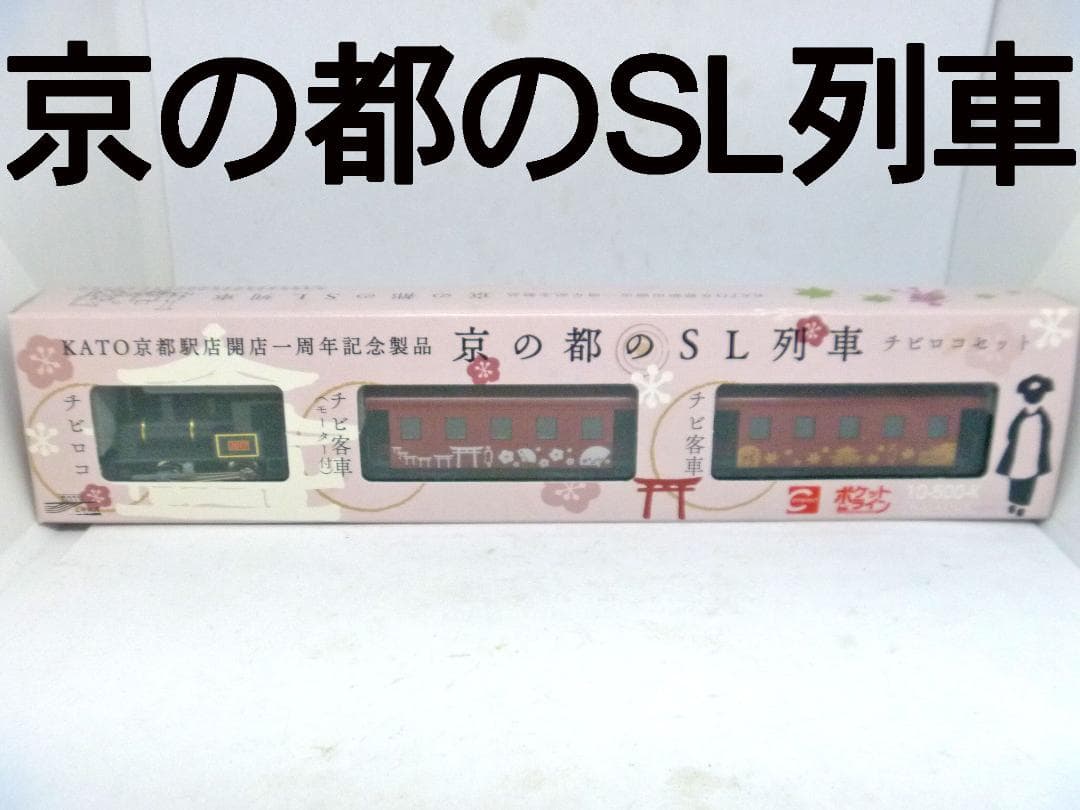 京の都のSL列車
KATO京都駅店開店一周年記念製品 京の都のSL列車 チビロコセット
チビロコ
チビ客車
(モーター付)
チビ客車
ポケット
ライン
10-500-K